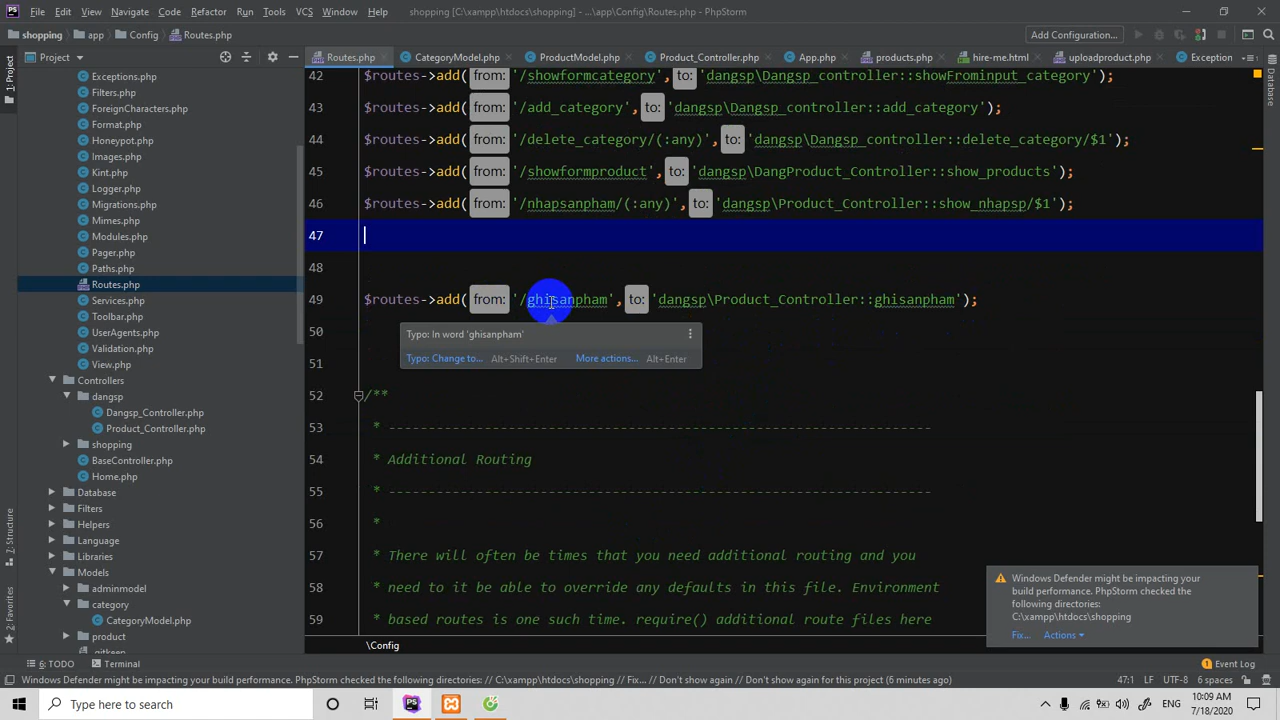 File Edit View Navigate Code Refactor Run Tools VCS Window Help shopping [C:\xampp\htdocs\shopping] - ...\app\Config\Routes.php - PhpStorm
shopping app Config Routes.php Add Configuration...
Project Routes.php CategoryModel.php ProductModel.php Product_Controller.php App.php products.php hire-me.html uploadproduct.php Exception
1: Project
7: Structure
2: Favorites
Database
Exceptions.php
Filters.php
ForeignCharacters.php
Format.php
Honeypot.php
Images.php
Kint.php
Logger.php
Migrations.php
Mimes.php
Modules.php
Pager.php
Paths.php
Routes.php
Services.php
Toolbar.php
UserAgents.php
Validation.php
View.php
Controllers
dangsp
Dangsp_Controller.php
Product_Controller.php
shopping
BaseController.php
Home.php
Database
Filters
Helpers
Language
Libraries
Models
adminmodel
category
CategoryModel.php
product
.gitkeep
42 $routes->add( from: '/showformcategory', to: 'dangsp\Dangsp_controller::showFrominput_category');
43 $routes->add( from: '/add_category', to: 'dangsp\Dangsp_controller::add_category');
44 $routes->add( from: '/delete_category/(:any)', to: 'dangsp\Dangsp_controller::delete_category/$1');
45 $routes->add( from: '/showformproduct', to: 'dangsp\DangProduct_Controller::show_products');
46 $routes->add( from: '/nhapsanpham/(:any)', to: 'dangsp\Product_Controller::show_nhapsp/$1');
47
48
49 $routes->add( from: '/ghisanpham', to: 'dangsp\Product_Controller::ghisanpham');
50
51
52 /**
53 * --------------------------------------------------------------------
54 * Additional Routing
55 * --------------------------------------------------------------------
56 *
57 * There will often be times that you need additional routing and you
58 * need to it be able to override any defaults in this file. Environment
59 * based routes is one such time. require() additional route files here
Typo: In word 'ghisanpham'
Typo: Change to... Alt+Shift+Enter More actions... Alt+Enter
Windows Defender might be impacting your
build performance. PhpStorm checked the
following directories:
C:\xampp\htdocs\shopping
Fix... Actions
\Config
6: TODO Terminal 1 Event Log
Windows Defender might be impacting your build performance. PhpStorm checked the following directories: // C:\xampp\htdocs\shopping // Fix... // Don't show again // Don't show again for this project (6 minutes ago) 47:1 LF UTF-8 6 spaces
Type here to search
10:09 AM
7/18/2020